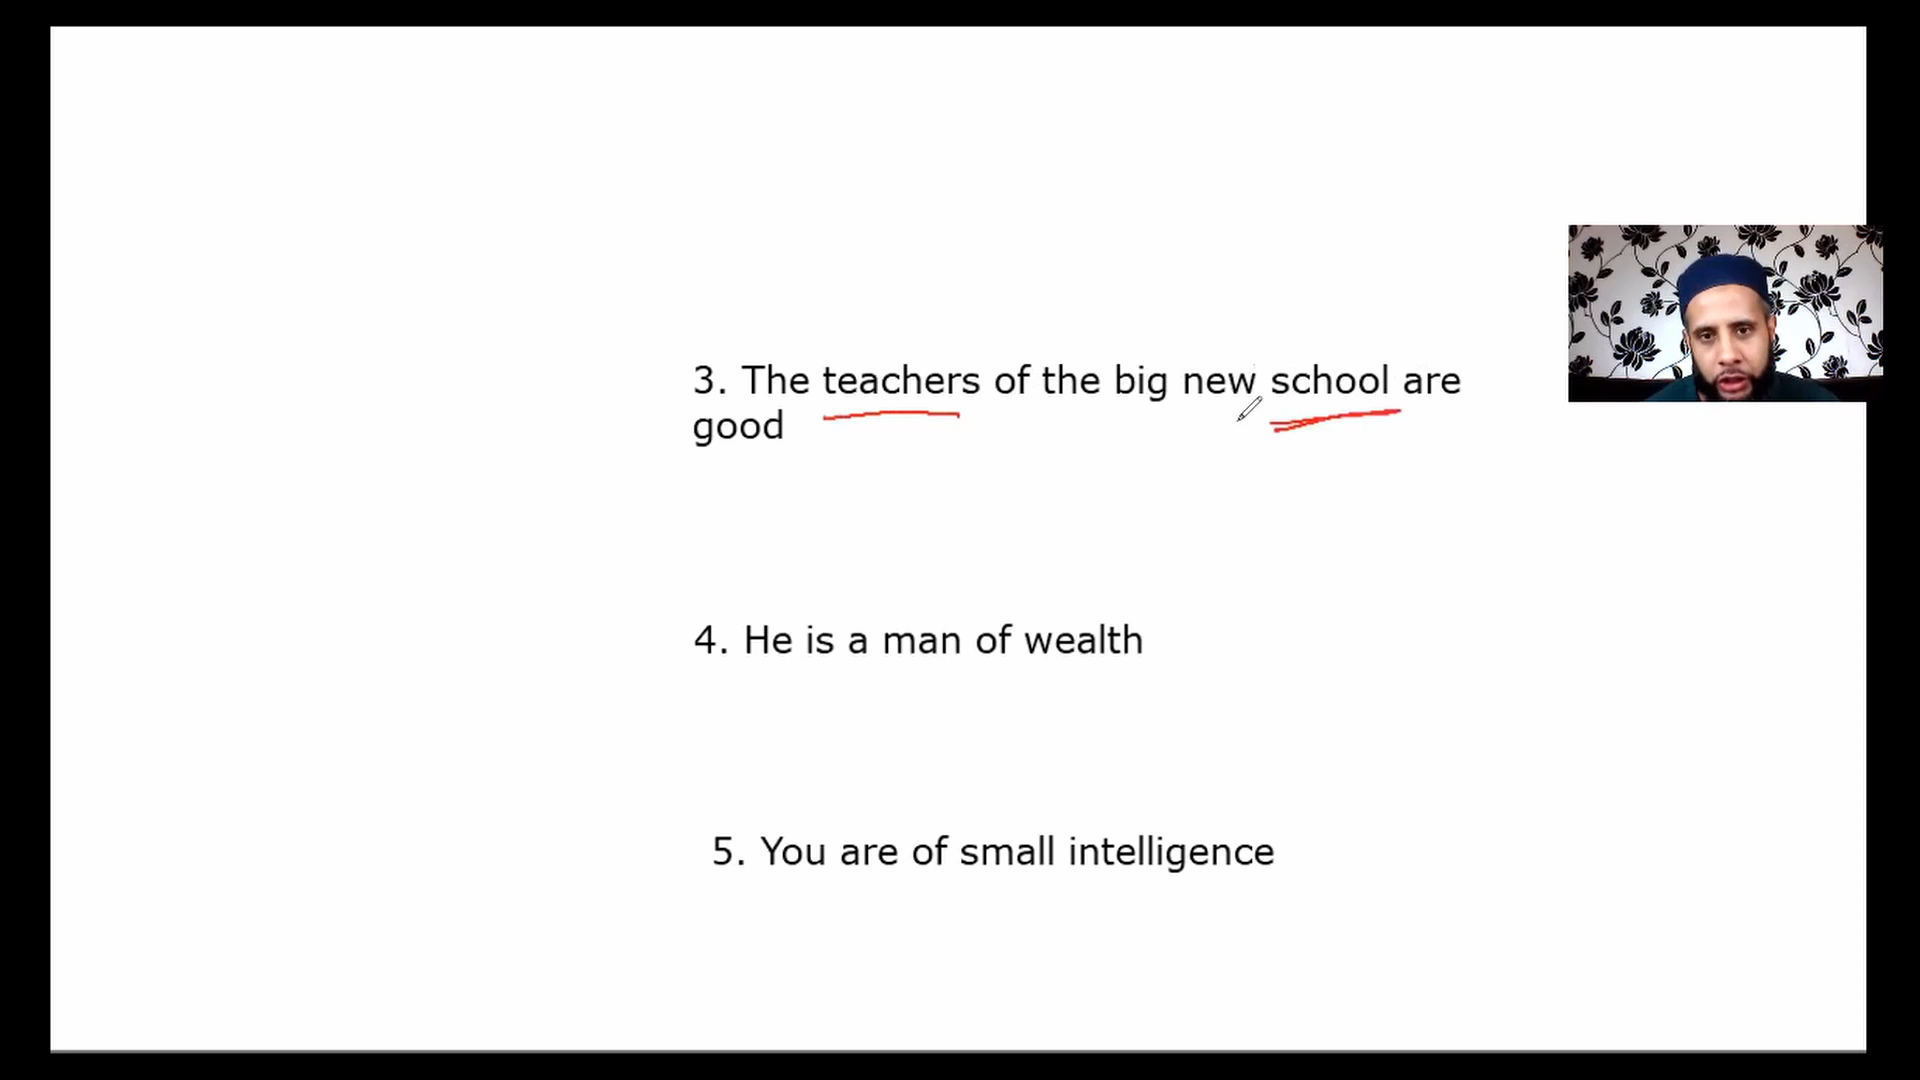 3. The teachers of the big new school are
good
4. He is a man of wealth
5. You are of small intelligence